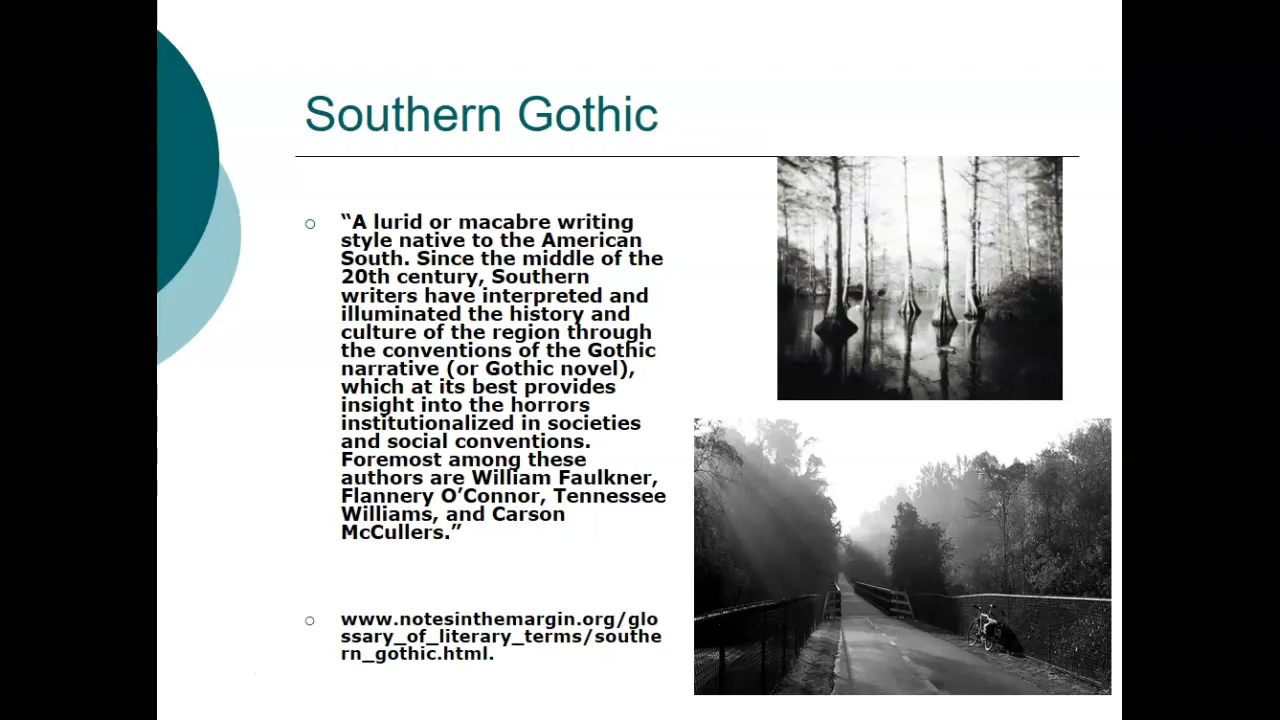 Southern Gothic
“A lurid or macabre writing
style native to the American
South. Since the middle of the
20th century, Southern
writers have interpreted and
illuminated the history and
culture of the region through
the conventions of the Gothic
narrative (or Gothic novel),
which at its best provides
insight into the horrors
institutionalized in societies
and social conventions.
Foremost among these
authors are William Faulkner,
Flannery O’Connor, Tennessee
Williams, and Carson
McCullers.”
www.notesinthemargin.org/glo
ssary_of_literary_terms/southe
rn_gothic.html.